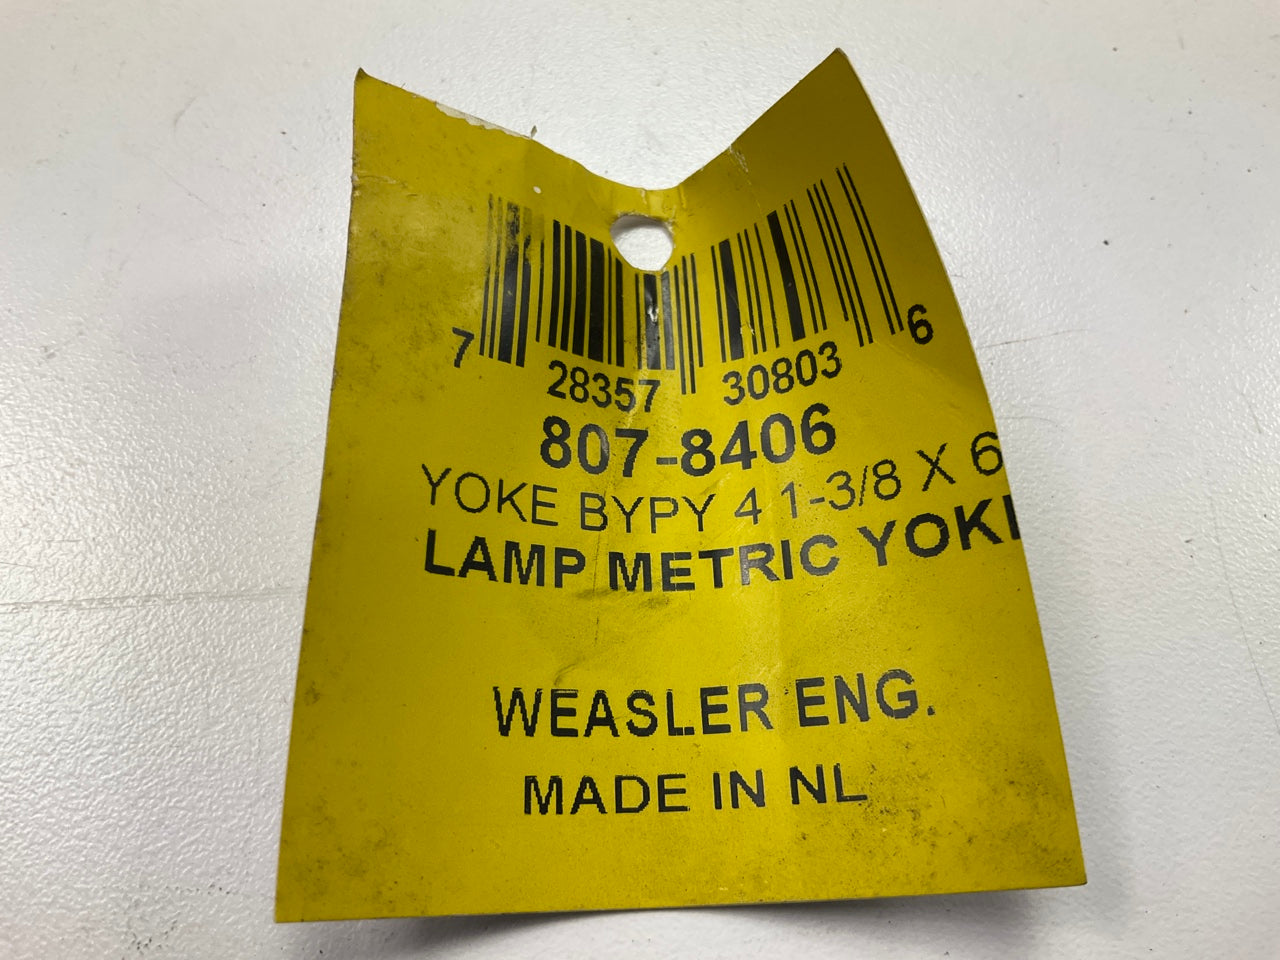 7 28357 30803 6
807-8406
YOKE BYPY 4 1-3/8 X 6
LAMP METRIC YOKE
WEASLER ENG.
MADE IN NL